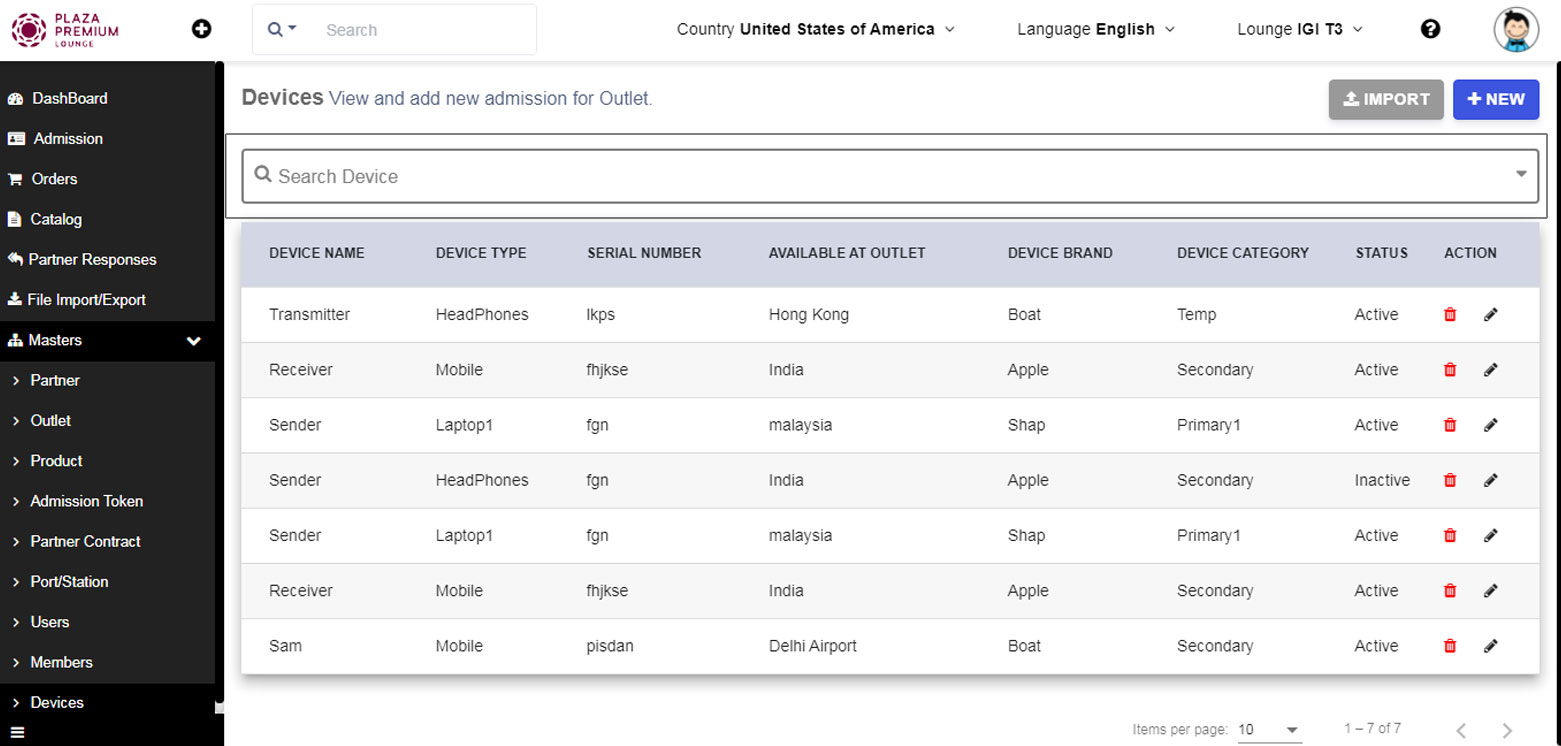 PLAZA
PREMIUM
LOUNGE
Search
Country United States of America
Language English
Lounge IGI T3
DashBoard
Admission
Orders
Catalog
Partner Responses
File Import/Export
Masters
Partner
Outlet
Product
Admission Token
Partner Contract
Port/Station
Users
Members
Devices
Devices View and add new admission for Outlet.
IMPORT
+ NEW
Search Device
DEVICE NAME DEVICE TYPE SERIAL NUMBER AVAILABLE AT OUTLET DEVICE BRAND DEVICE CATEGORY STATUS ACTION
Transmitter HeadPhones lkps Hong Kong Boat Temp Active
Receiver Mobile fhjkse India Apple Secondary Active
Sender Laptop1 fgn malaysia Shap Primary1 Active
Sender HeadPhones fgn India Apple Secondary Inactive
Sender Laptop1 fgn malaysia Shap Primary1 Active
Receiver Mobile fhjkse India Apple Secondary Active
Sam Mobile pisdan Delhi Airport Boat Secondary Active
Items per page: 10 1 – 7 of 7